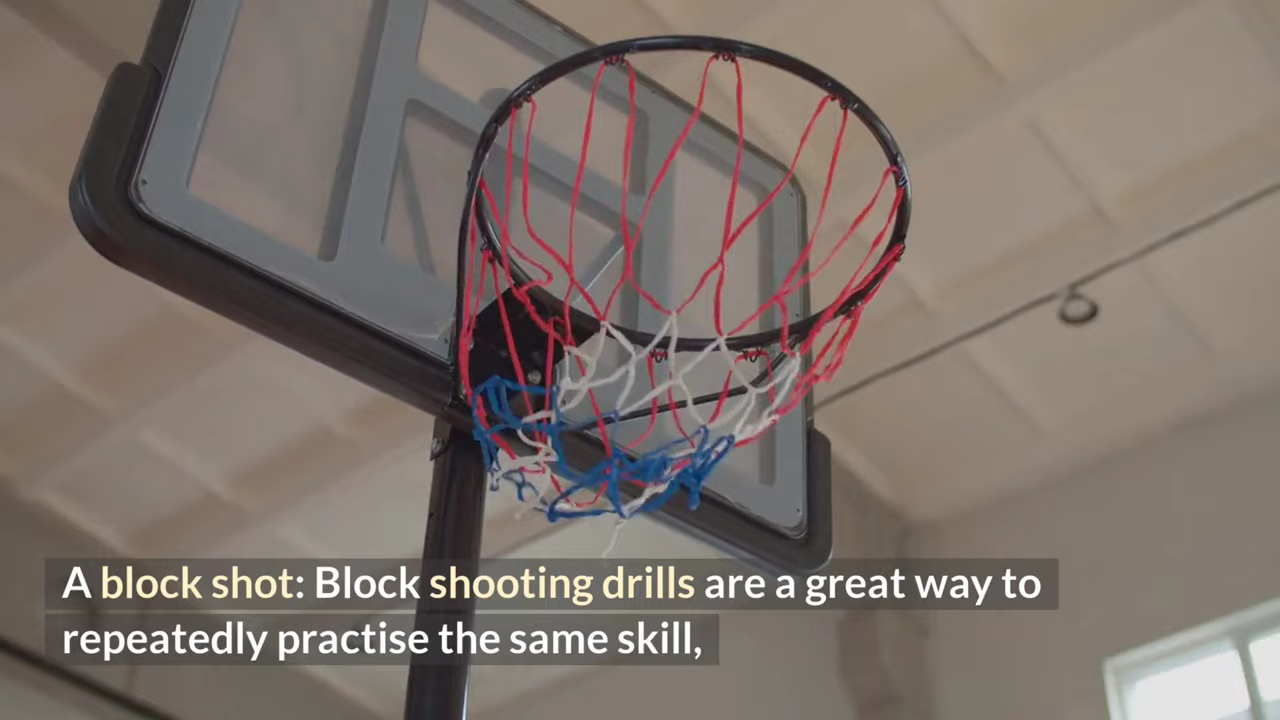 A block shot: Block shooting drills are a great way to
repeatedly practise the same skill,